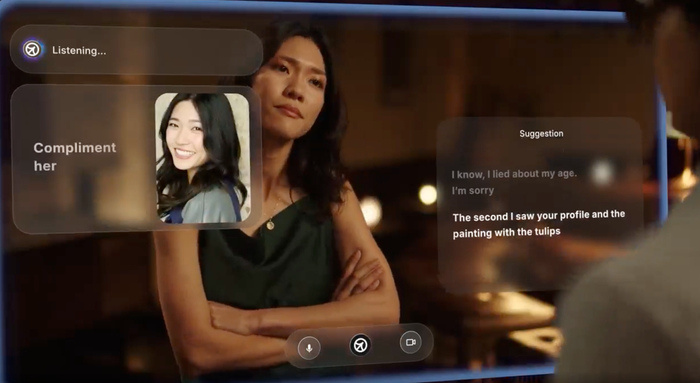 Listening...
Compliment
her
Suggestion
I know, I lied about my age.
I'm sorry
The second I saw your profile and the
painting with the tulips